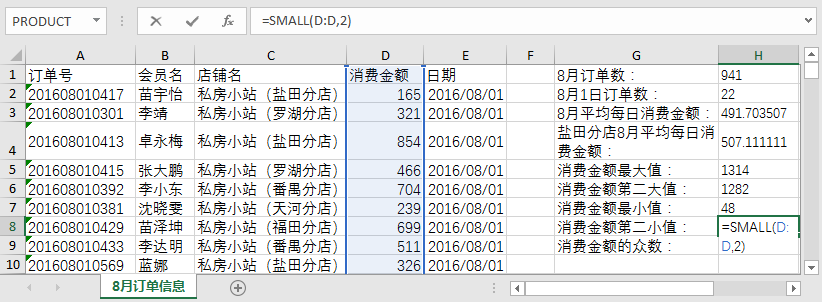 PRODUCT =SMALL(D:D,2)
A B C D E F G H
1 订单号 会员名 店铺名 消费金额 日期 8月订单数： 941
2 201608010417 苗宇怡 私房小站（盐田分店） 165 2016/08/01 8月1日订单数： 22
3 201608010301 李靖 私房小站（罗湖分店） 321 2016/08/01 8月平均每日消费金额： 491.703507
盐田分店8月平均每日消
4 201608010413 卓永梅 私房小站（盐田分店） 854 2016/08/01 费金额： 507.111111
5 201608010415 张大鹏 私房小站（罗湖分店） 466 2016/08/01 消费金额最大值： 1314
6 201608010392 李小东 私房小站（番禺分店） 704 2016/08/01 消费金额第二大值： 1282
7 201608010381 沈晓雯 私房小站（天河分店） 239 2016/08/01 消费金额最小值： 48
8 201608010429 苗泽坤 私房小站（福田分店） 699 2016/08/01 消费金额第二小值： =SMALL(D:
9 201608010433 李达明 私房小站（番禺分店） 511 2016/08/01 消费金额的众数： D,2)
10 201608010569 蓝娜 私房小站（盐田分店） 326 2016/08/01
8月订单信息